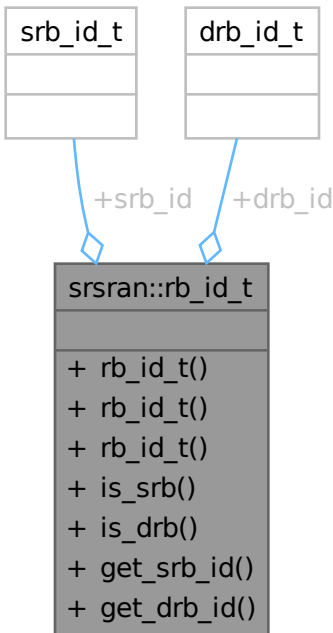 srb_id_t
drb_id_t
+srb_id
+drb_id
srsran::rb_id_t
+ rb_id_t()
+ rb_id_t()
+ rb_id_t()
+ is_srb()
+ is_drb()
+ get_srb_id()
+ get_drb_id()